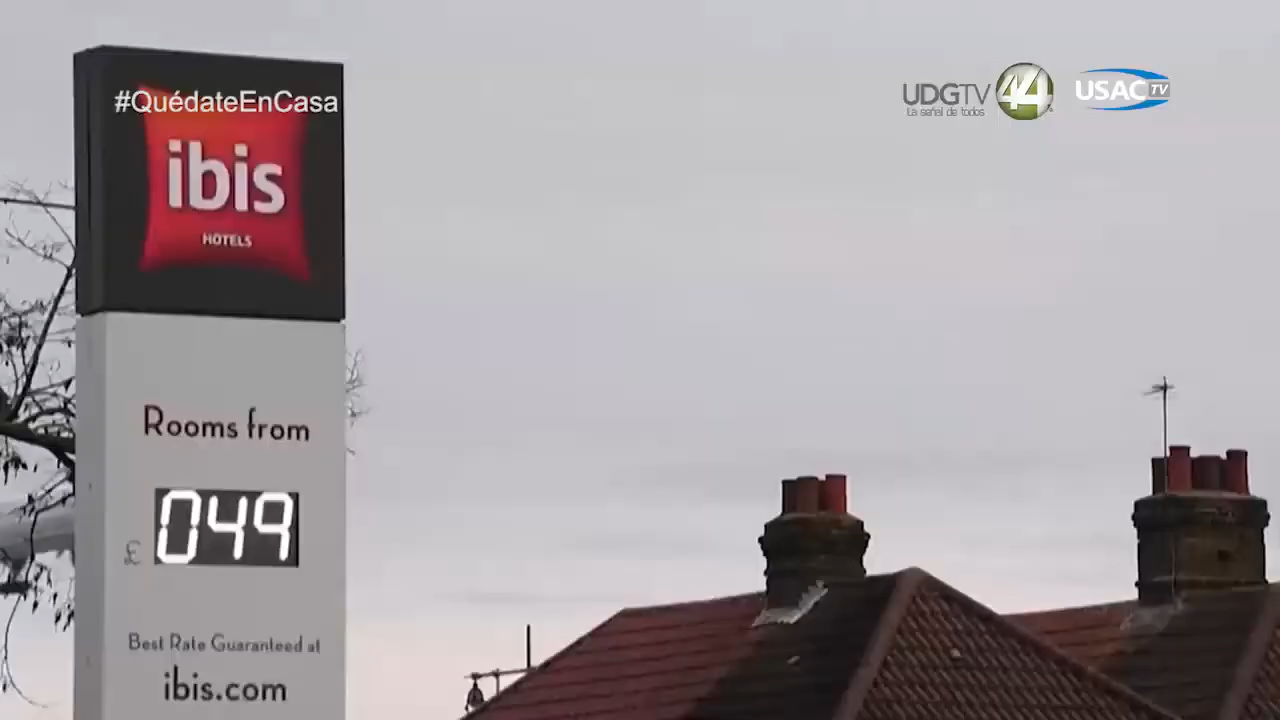 #QuédateEnCasa
ibis
HOTELS
Rooms from
£ 049
Best Rate Guaranteed at
ibis.com
UDGTV 44
La señal de todos
USAC TV